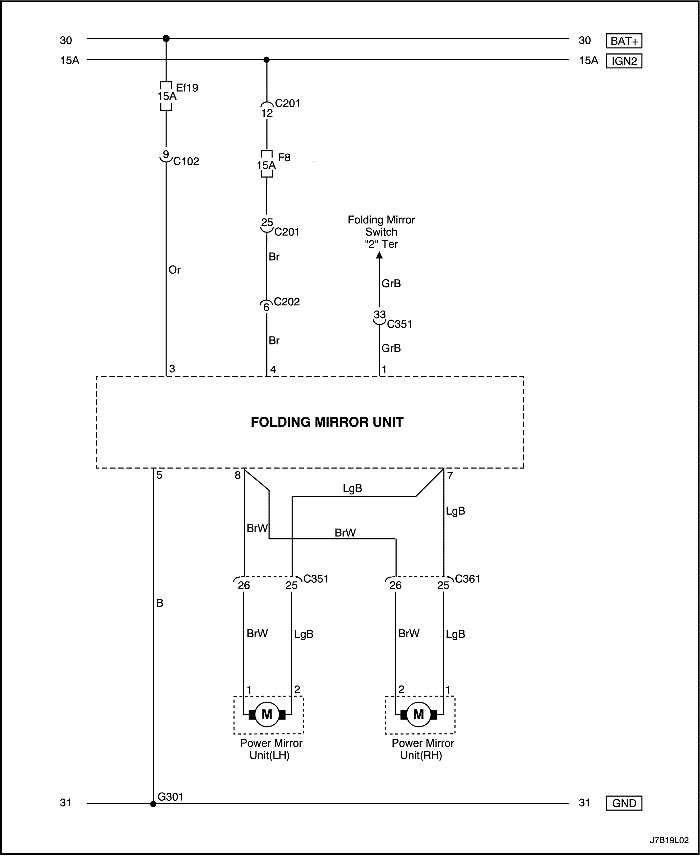 30 30 BAT+
15A 15A IGN2
Ef19
15A
C201
12
9
C102
F8
15A
25
C201
Folding Mirror
Switch
"2" Ter
Br
Or
GrB
C202
6
33
C351
Br
GrB
3 4 1
FOLDING MIRROR UNIT
5 8 7
LgB
LgB
BrW
BrW
C351 C361
26 25 26 25
B
BrW LgB BrW LgB
1 2 2 1
M M
Power Mirror
Unit(LH)
Power Mirror
Unit(RH)
G301
31 31 GND
J7B19L02